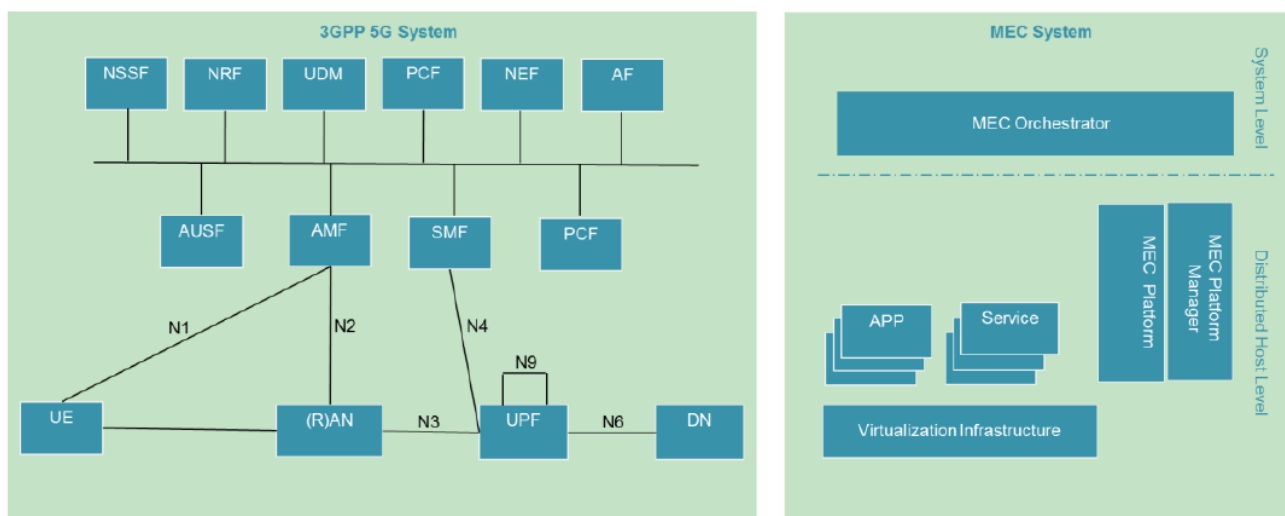 3GPP 5G System
NSSF
NRF
UDM
PCF
NEF
AF
AUSF
AMF
SMF
PCF
N1
N2
N4
N9
UE
(R)AN
N3
UPF
N6
DN
MEC System
System Level
MEC Orchestrator
Distributed Host Level
MEC Platform
MEC Platform
Manager
APP
Service
Virtualization Infrastructure